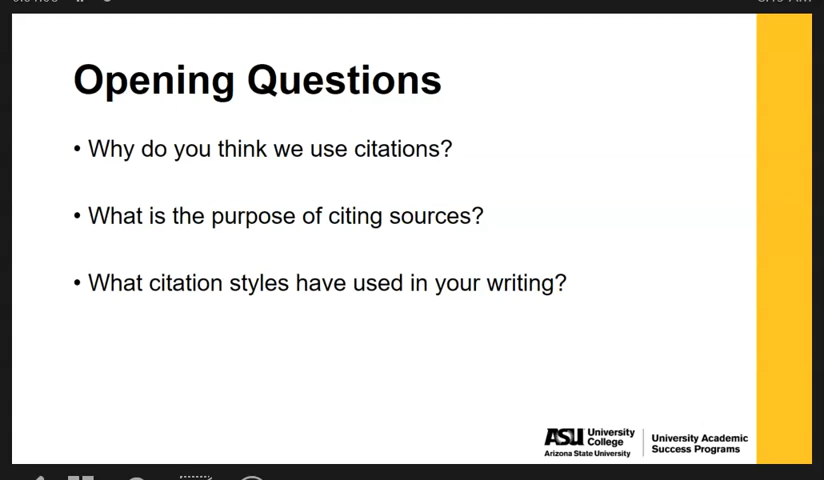 Opening Questions
• Why do you think we use citations?
• What is the purpose of citing sources?
• What citation styles have used in your writing?
ASU University College
Arizona State University
University Academic
Success Programs